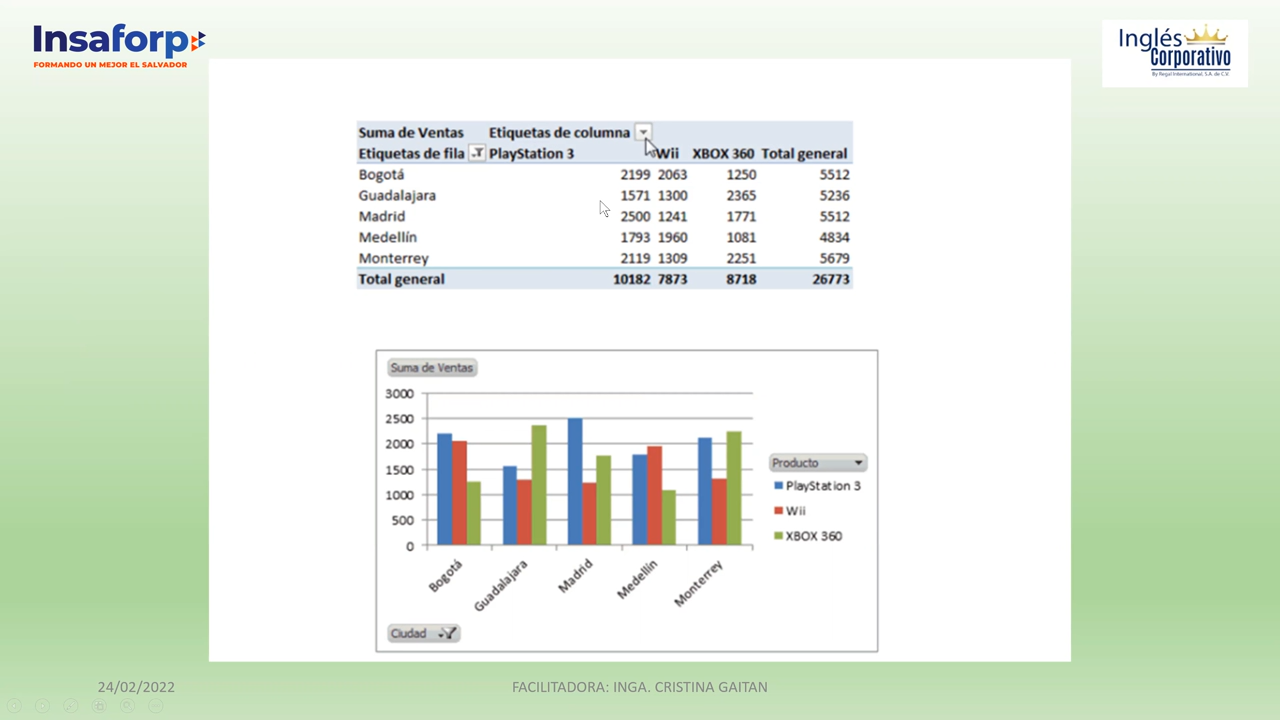 Insaforp
FORMANDO UN MEJOR EL SALVADOR
Inglés
Corporativo
By Regal International, S.A. de C.V.
Suma de Ventas Etiquetas de columna
Etiquetas de fila PlayStation 3 Wii XBOX 360 Total general
Bogotá 2199 2063 1250 5512
Guadalajara 1571 1300 2365 5236
Madrid 2500 1241 1771 5512
Medellín 1793 1960 1081 4834
Monterrey 2119 1309 2251 5679
Total general 10182 7873 8718 26773
Suma de Ventas
3000
2500
2000
1500
1000
500
0
Bogotá
Guadalajara
Madrid
Medellín
Monterrey
Producto
PlayStation 3
Wii
XBOX 360
Ciudad
24/02/2022
FACILITADORA: INGA. CRISTINA GAITAN